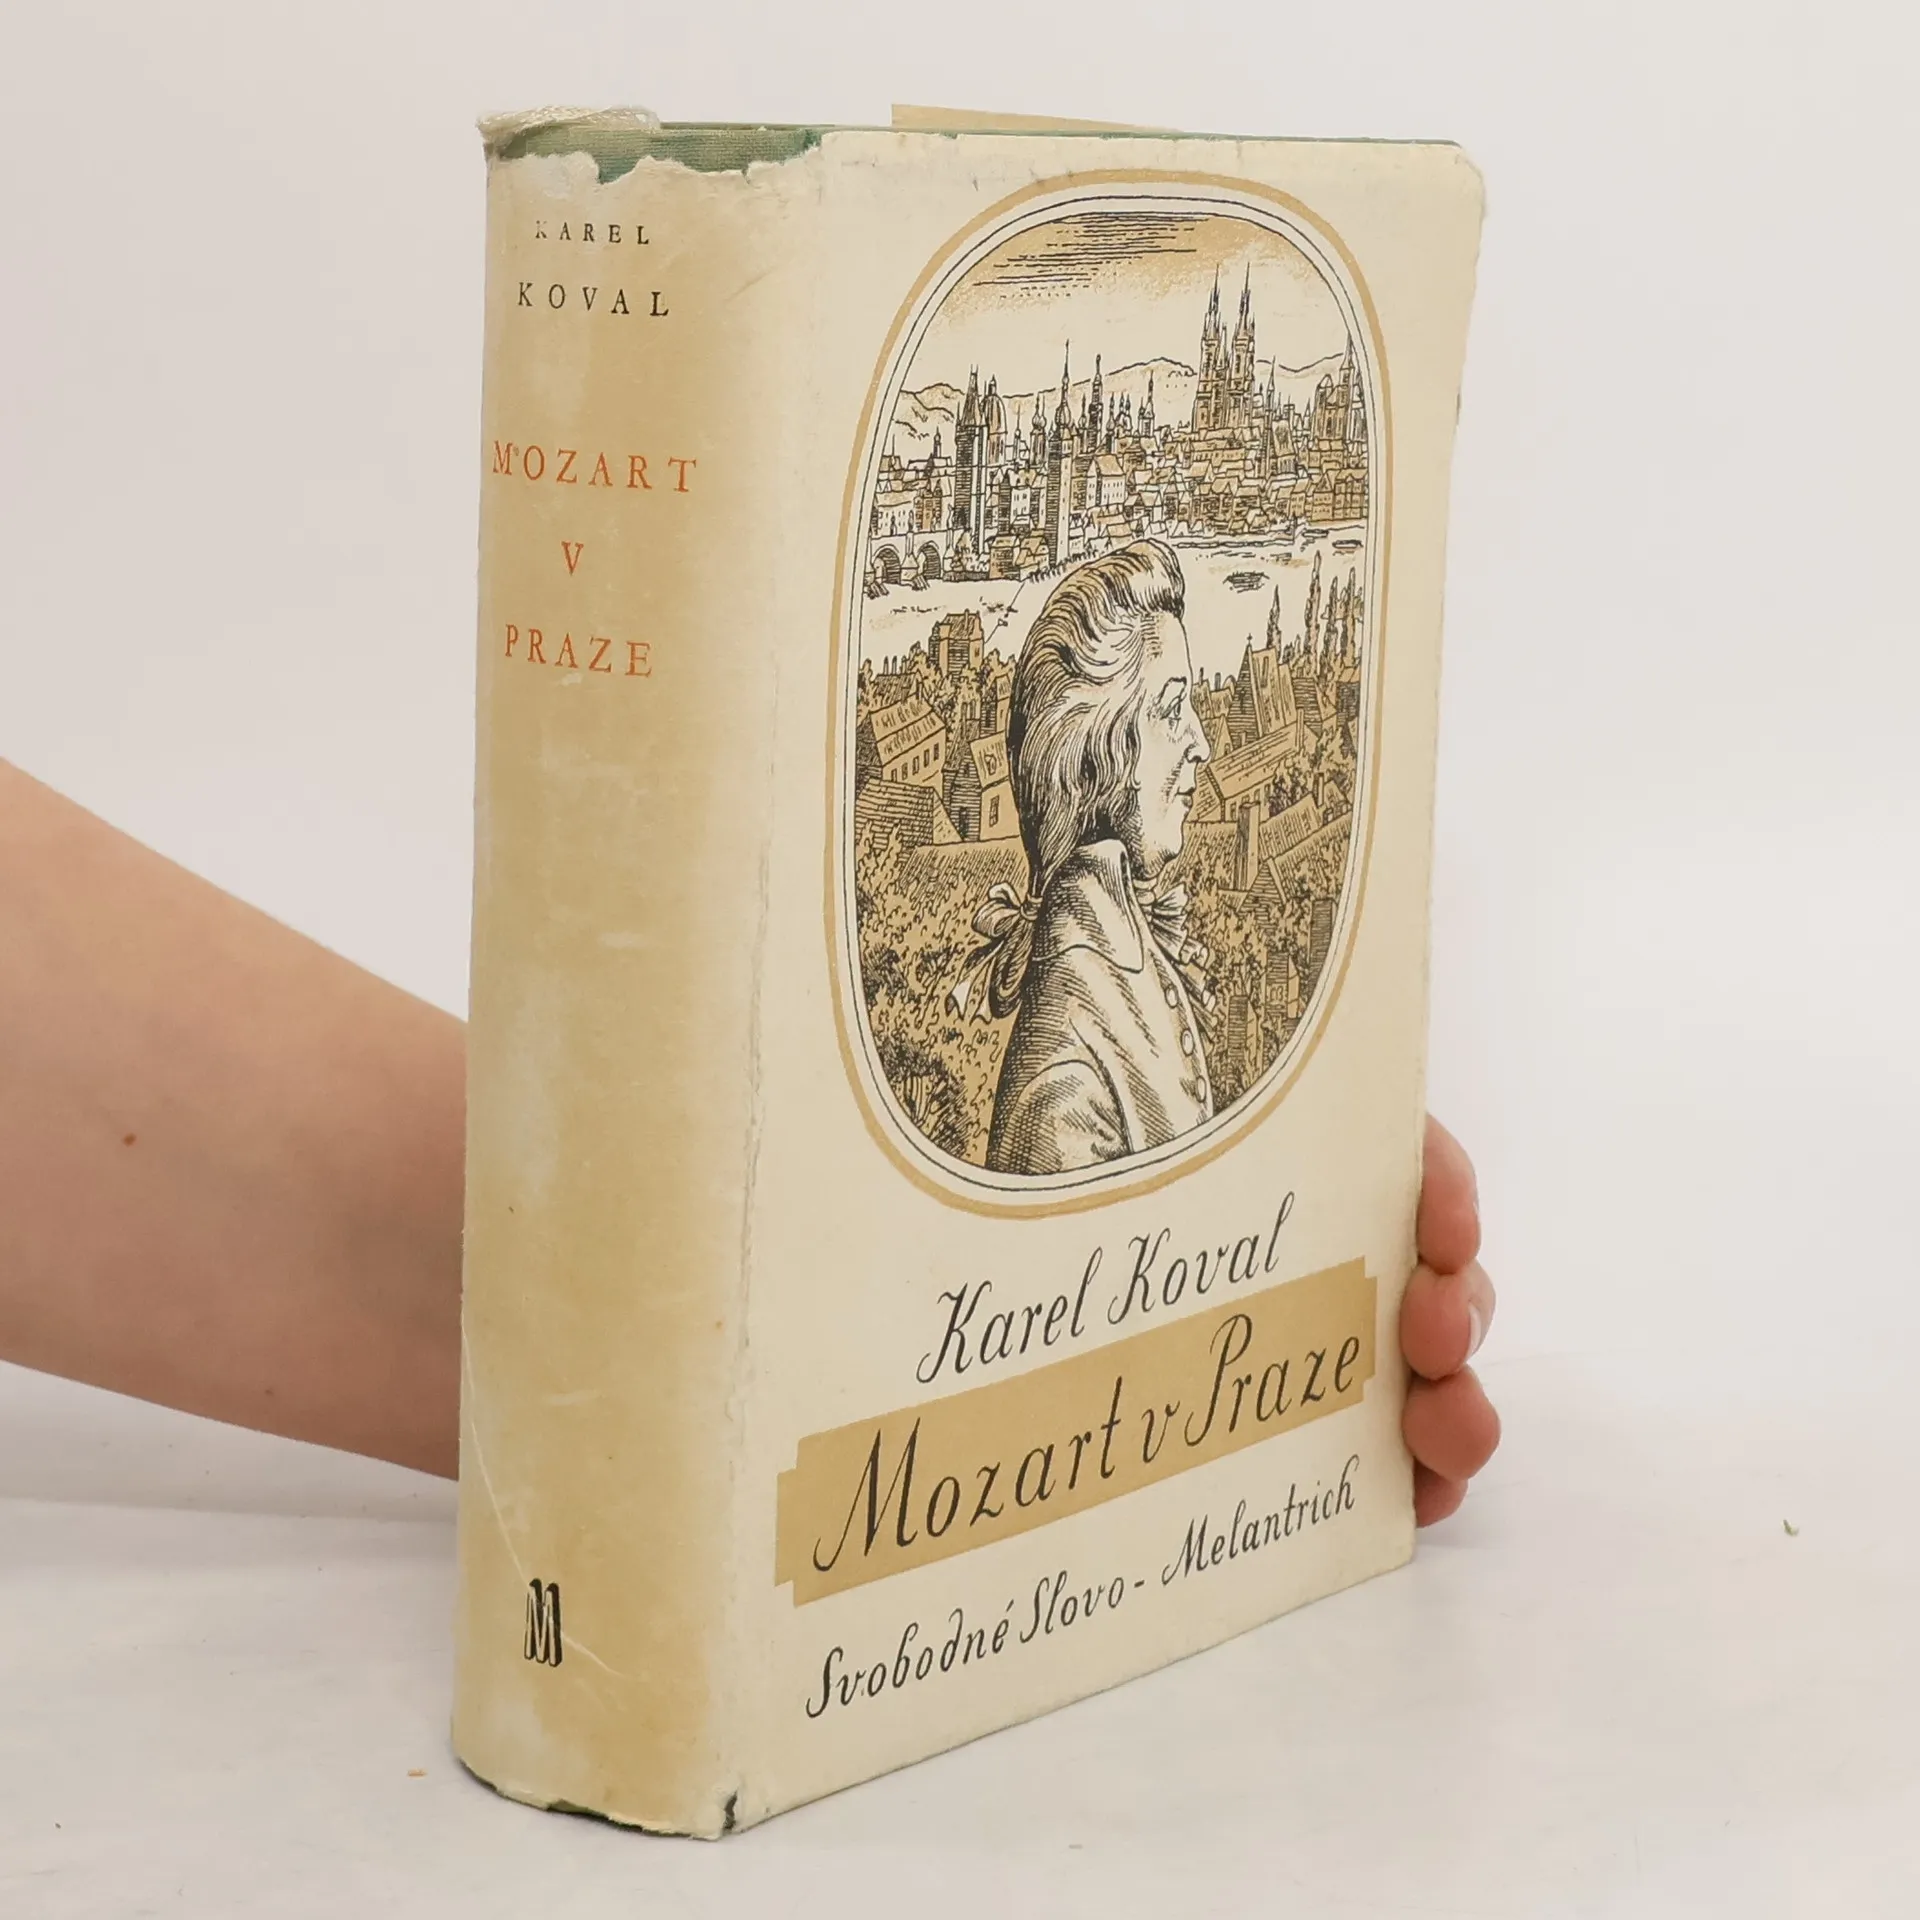 KAREL
KOVAL
MOZART
V
PRAZE
M
Karel Koval
Mozart v Praze
Svobodné Slovo - Melantrich